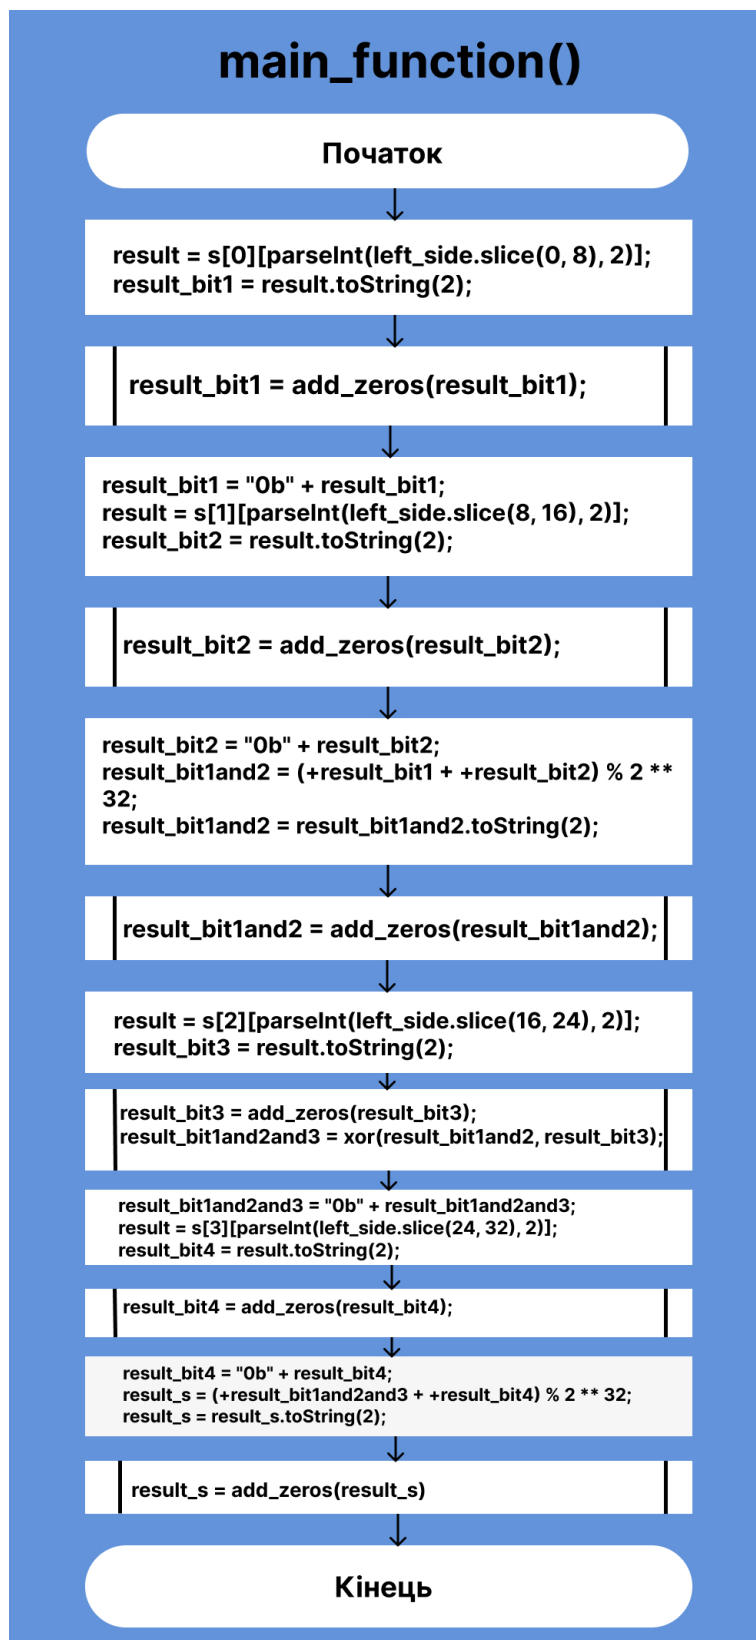 main_function()
Початок
result = s[0][parseInt(left_side.slice(0, 8), 2)];
result_bit1 = result.toString(2);
result_bit1 = add_zeros(result_bit1);
result_bit1 = "0b" + result_bit1;
result = s[1][parseInt(left_side.slice(8, 16), 2)];
result_bit2 = result.toString(2);
result_bit2 = add_zeros(result_bit2);
result_bit2 = "0b" + result_bit2;
result_bit1and2 = (+result_bit1 + +result_bit2) % 2 **
32;
result_bit1and2 = result_bit1and2.toString(2);
result_bit1and2 = add_zeros(result_bit1and2);
result = s[2][parseInt(left_side.slice(16, 24), 2)];
result_bit3 = result.toString(2);
result_bit3 = add_zeros(result_bit3);
result_bit1and2and3 = xor(result_bit1and2, result_bit3);
result_bit1and2and3 = "0b" + result_bit1and2and3;
result = s[3][parseInt(left_side.slice(24, 32), 2)];
result_bit4 = result.toString(2);
result_bit4 = add_zeros(result_bit4);
result_bit4 = "0b" + result_bit4;
result_s = (+result_bit1and2and3 + +result_bit4) % 2 ** 32;
result_s = result_s.toString(2);
result_s = add_zeros(result_s)
Кінець